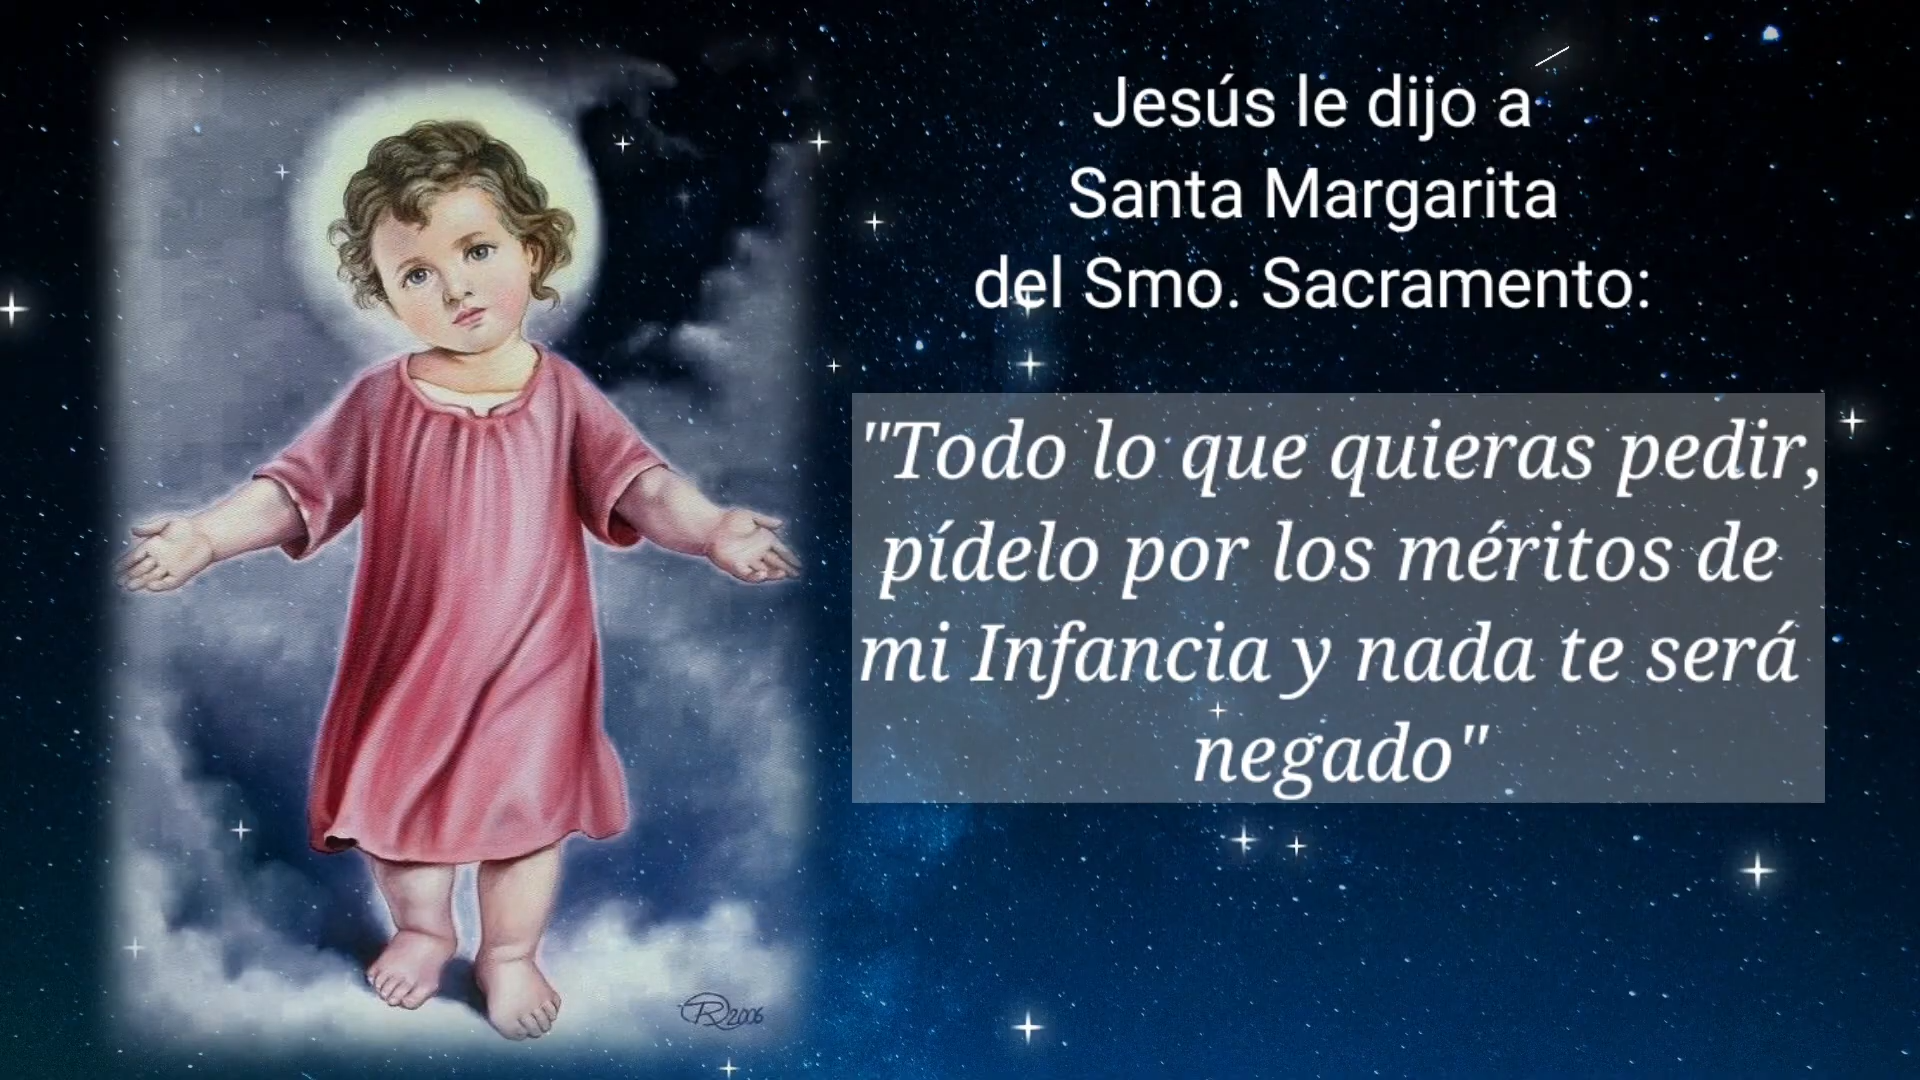 Jesús le dijo a
Santa Margarita
del Smo. Sacramento:
"Todo lo que quieras pedir,
pídelo por los méritos de
mi Infancia y nada te será
negado"
2006